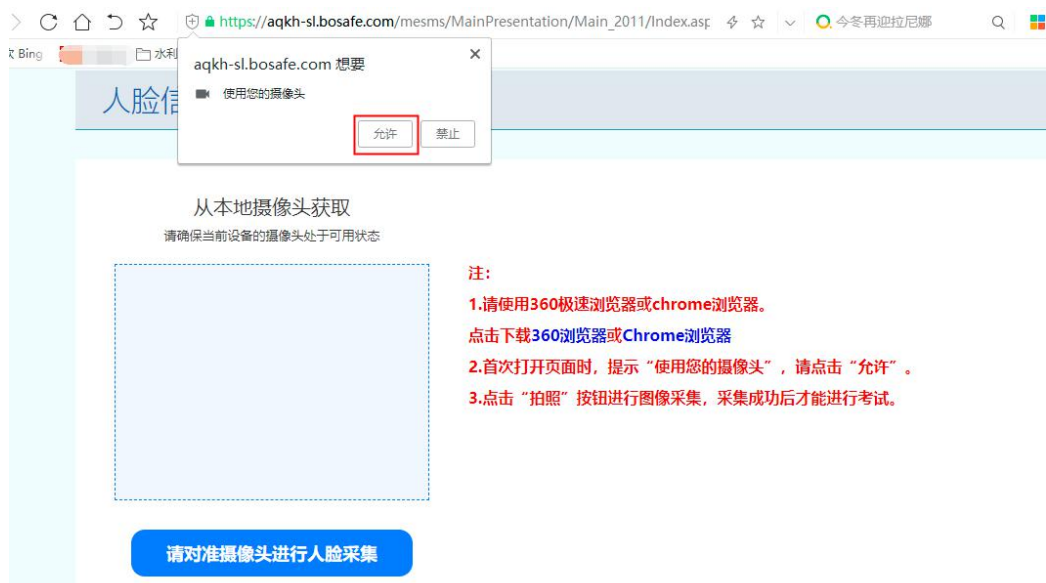 https://aqkh-sl.bosafe.com/mesms/MainPresentation/Main_2011/Index.asp
今冬再迎拉尼娜
Bing
水利
aqkh-sl.bosafe.com 想要
使用您的摄像头
允许
禁止
人脸信
从本地摄像头获取
请确保当前设备的摄像头处于可用状态
注：
1.请使用360极速浏览器或chrome浏览器。
点击下载360浏览器或Chrome浏览器
2.首次打开页面时，提示“使用您的摄像头”，请点击“允许”。
3.点击“拍照”按钮进行图像采集，采集成功后才能进行考试。
请对准摄像头进行人脸采集